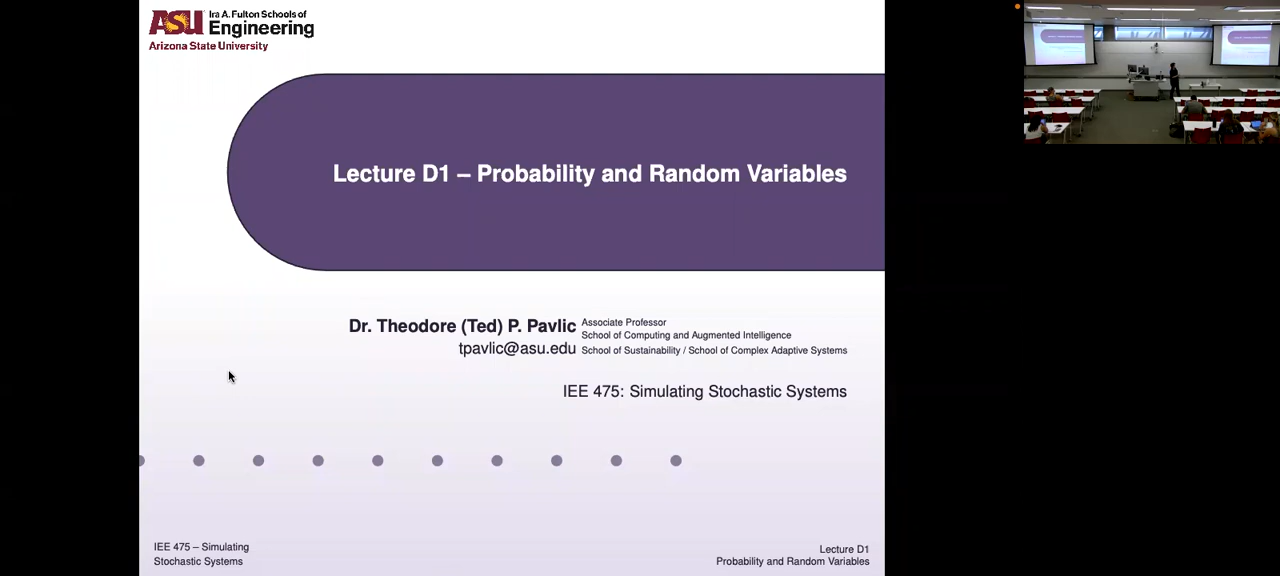 ASU Ira A. Fulton Schools of
Engineering
Arizona State University
Lecture D1 – Probability and Random Variables
Dr. Theodore (Ted) P. Pavlic
Associate Professor
School of Computing and Augmented Intelligence
tpavlic@asu.edu
School of Sustainability / School of Complex Adaptive Systems
IEE 475: Simulating Stochastic Systems
IEE 475 – Simulating
Stochastic Systems
Lecture D1
Probability and Random Variables